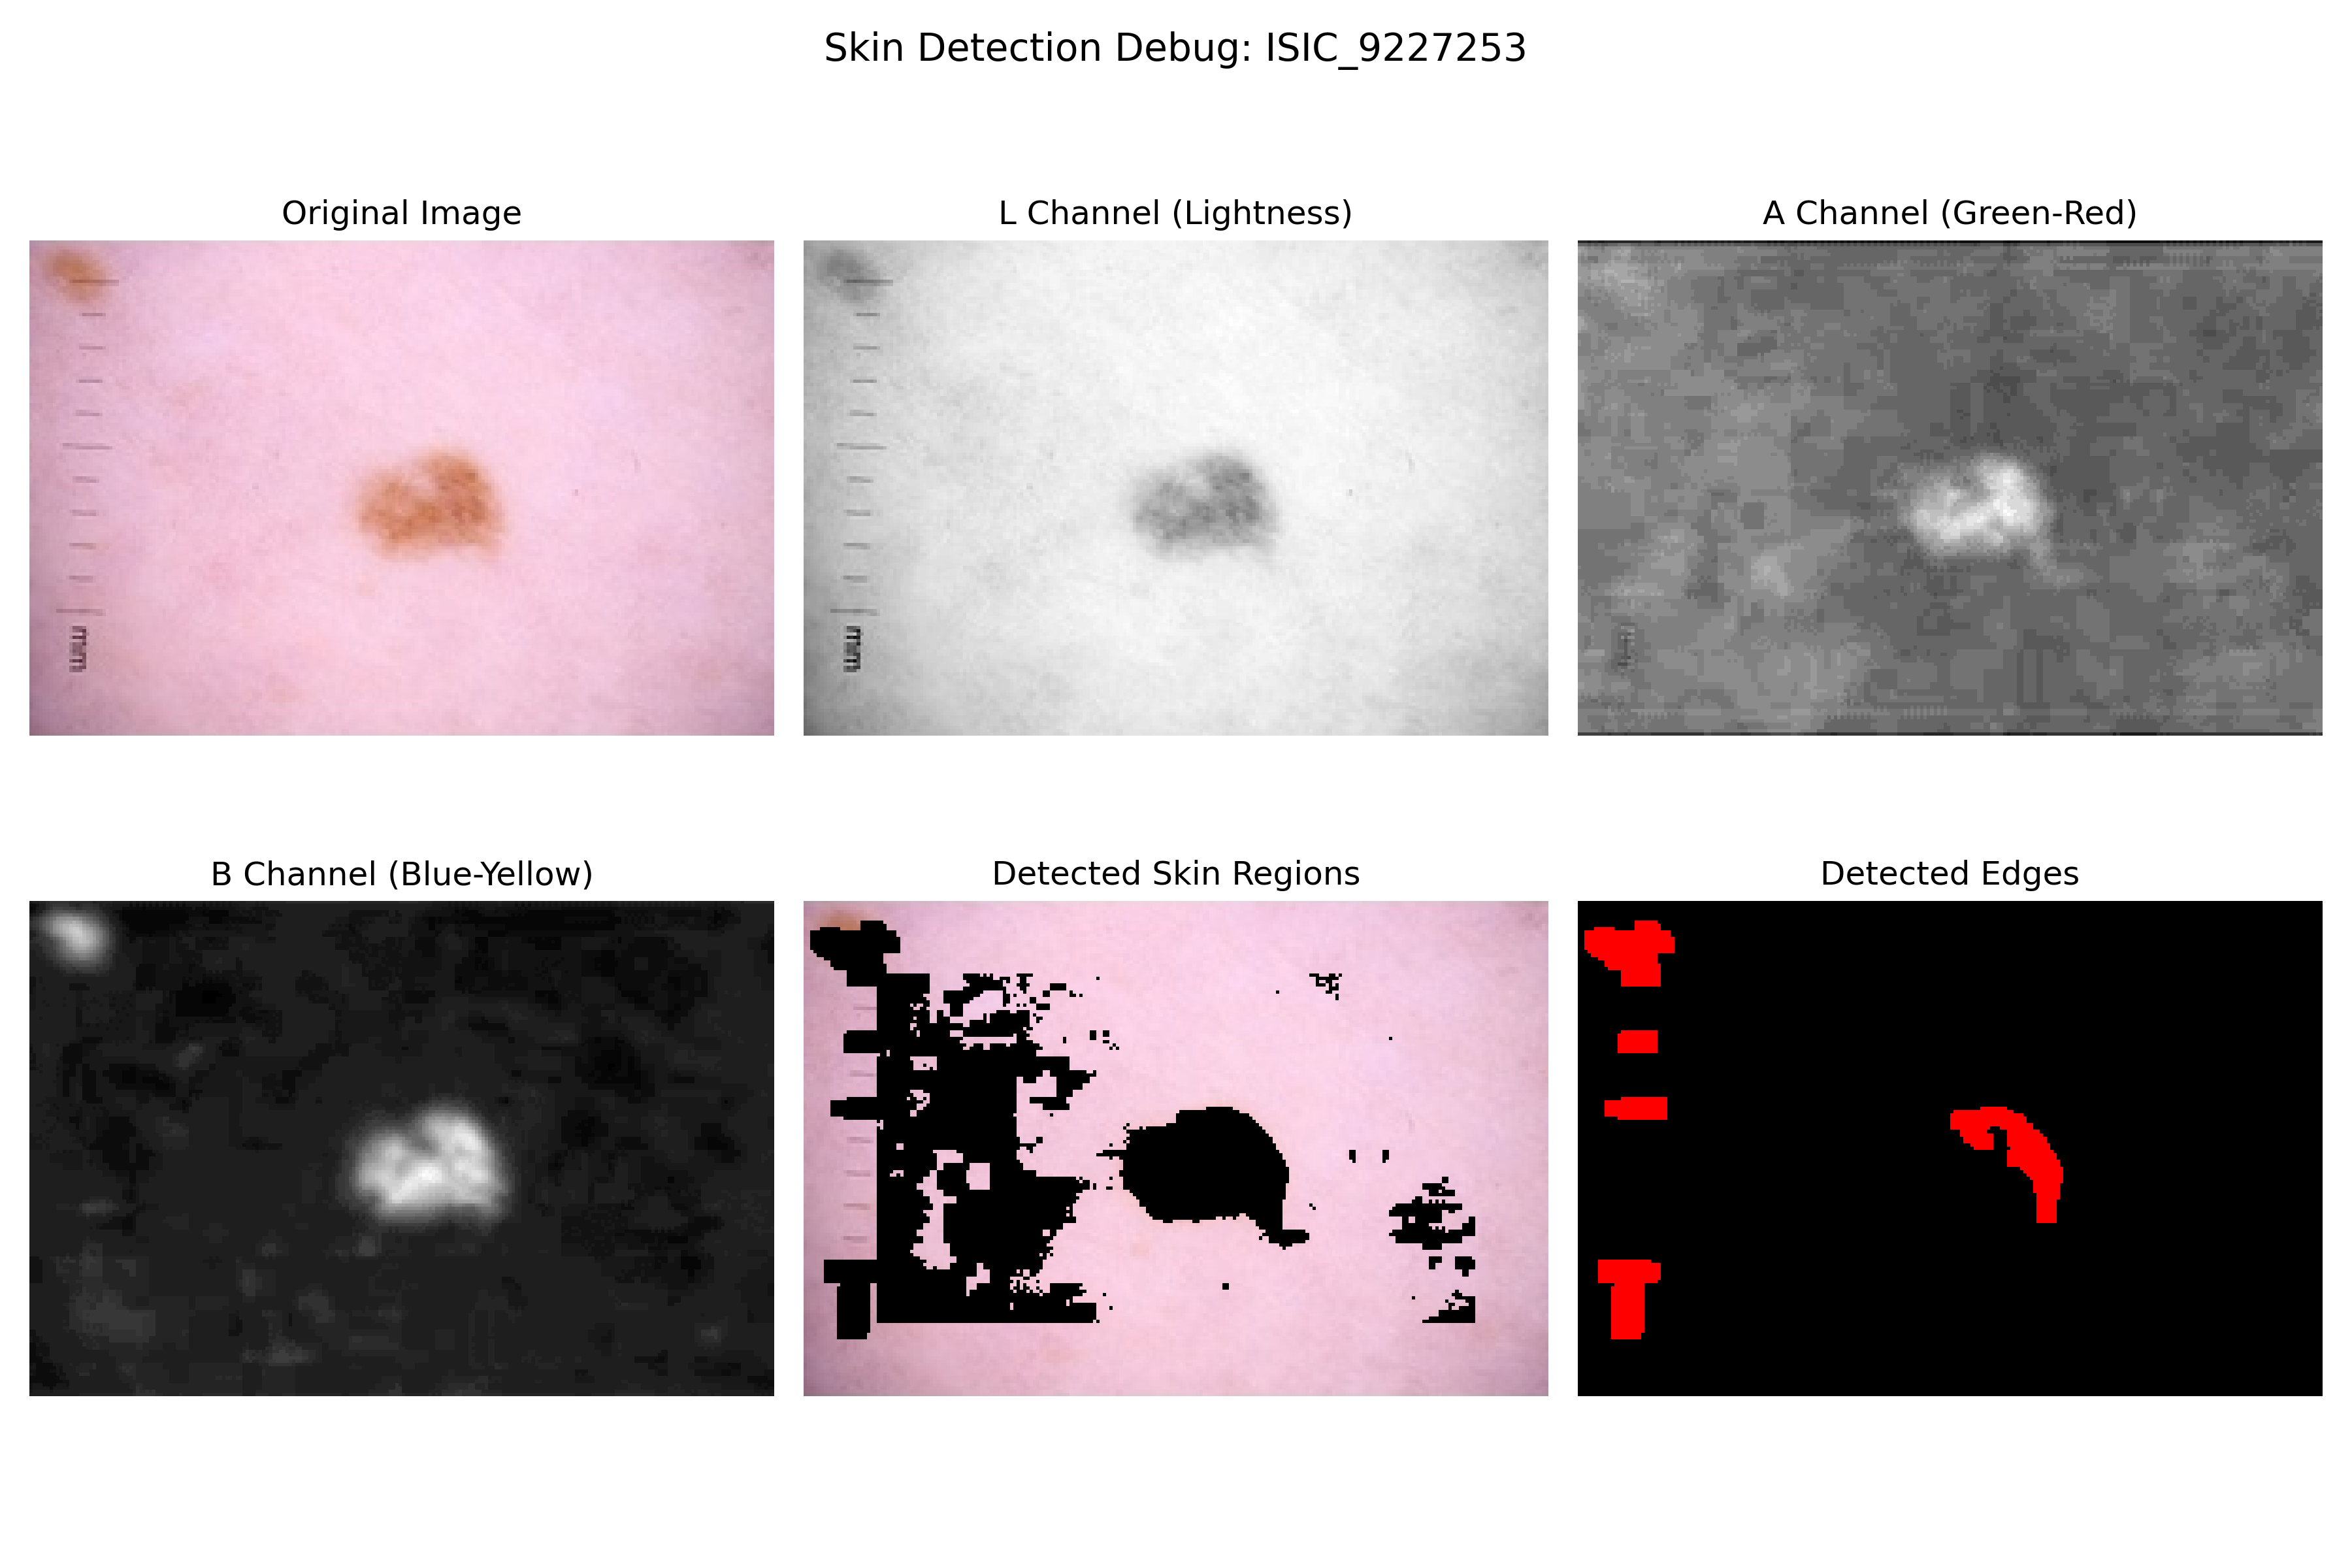 Skin Detection Debug: ISIC_9227253
Original Image
L Channel (Lightness)
A Channel (Green-Red)
mm
mm
B Channel (Blue-Yellow)
Detected Skin Regions
Detected Edges